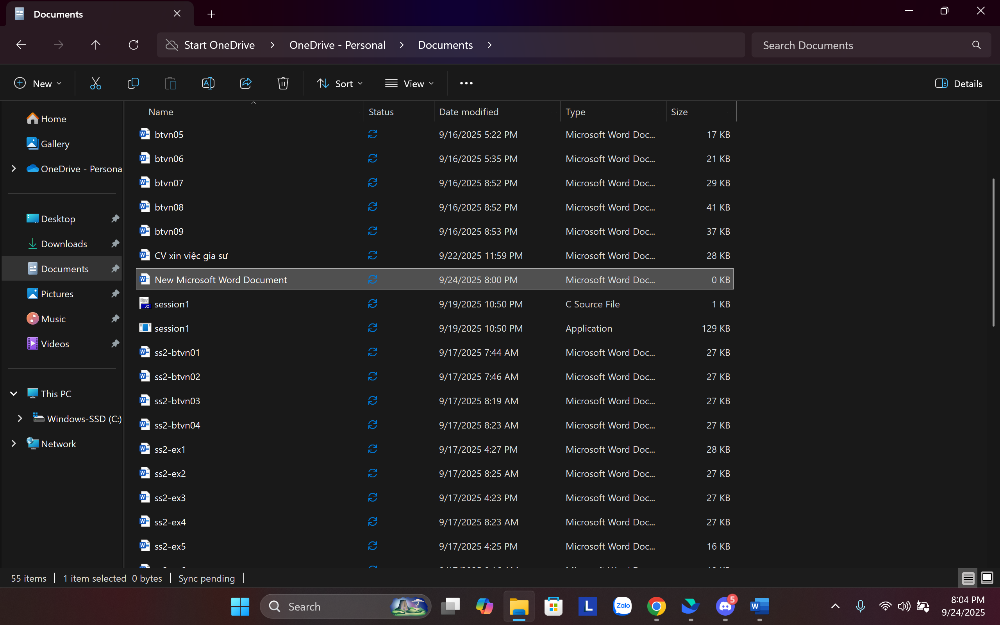 Documents
Start OneDrive > OneDrive - Personal > Documents >
Search Documents
New
Sort
View
Details
Name Status Date modified Type Size
Home
Gallery
OneDrive - Persona
Desktop
Downloads
Documents
Pictures
Music
Videos
This PC
Windows-SSD (C:)
Network
btvn05 9/16/2025 5:22 PM Microsoft Word Doc... 17 KB
btvn06 9/16/2025 5:35 PM Microsoft Word Doc... 21 KB
btvn07 9/16/2025 8:52 PM Microsoft Word Doc... 29 KB
btvn08 9/16/2025 8:52 PM Microsoft Word Doc... 41 KB
btvn09 9/16/2025 8:53 PM Microsoft Word Doc... 37 KB
CV xin việc gia sư 9/22/2025 11:59 PM Microsoft Word Doc... 28 KB
New Microsoft Word Document 9/24/2025 8:00 PM Microsoft Word Doc... 0 KB
session1 9/19/2025 10:50 PM C Source File 1 KB
session1 9/19/2025 10:50 PM Application 129 KB
ss2-btvn01 9/17/2025 7:44 AM Microsoft Word Doc... 27 KB
ss2-btvn02 9/17/2025 7:46 AM Microsoft Word Doc... 27 KB
ss2-btvn03 9/17/2025 8:19 AM Microsoft Word Doc... 27 KB
ss2-btvn04 9/17/2025 8:23 AM Microsoft Word Doc... 27 KB
ss2-ex1 9/17/2025 4:27 PM Microsoft Word Doc... 28 KB
ss2-ex2 9/17/2025 8:25 AM Microsoft Word Doc... 27 KB
ss2-ex3 9/17/2025 4:23 PM Microsoft Word Doc... 27 KB
ss2-ex4 9/17/2025 8:23 AM Microsoft Word Doc... 27 KB
ss2-ex5 9/17/2025 4:25 PM Microsoft Word Doc... 16 KB
55 items 1 item selected 0 bytes Sync pending
Search
L
Zalo
5
W
8:04 PM
9/24/2025